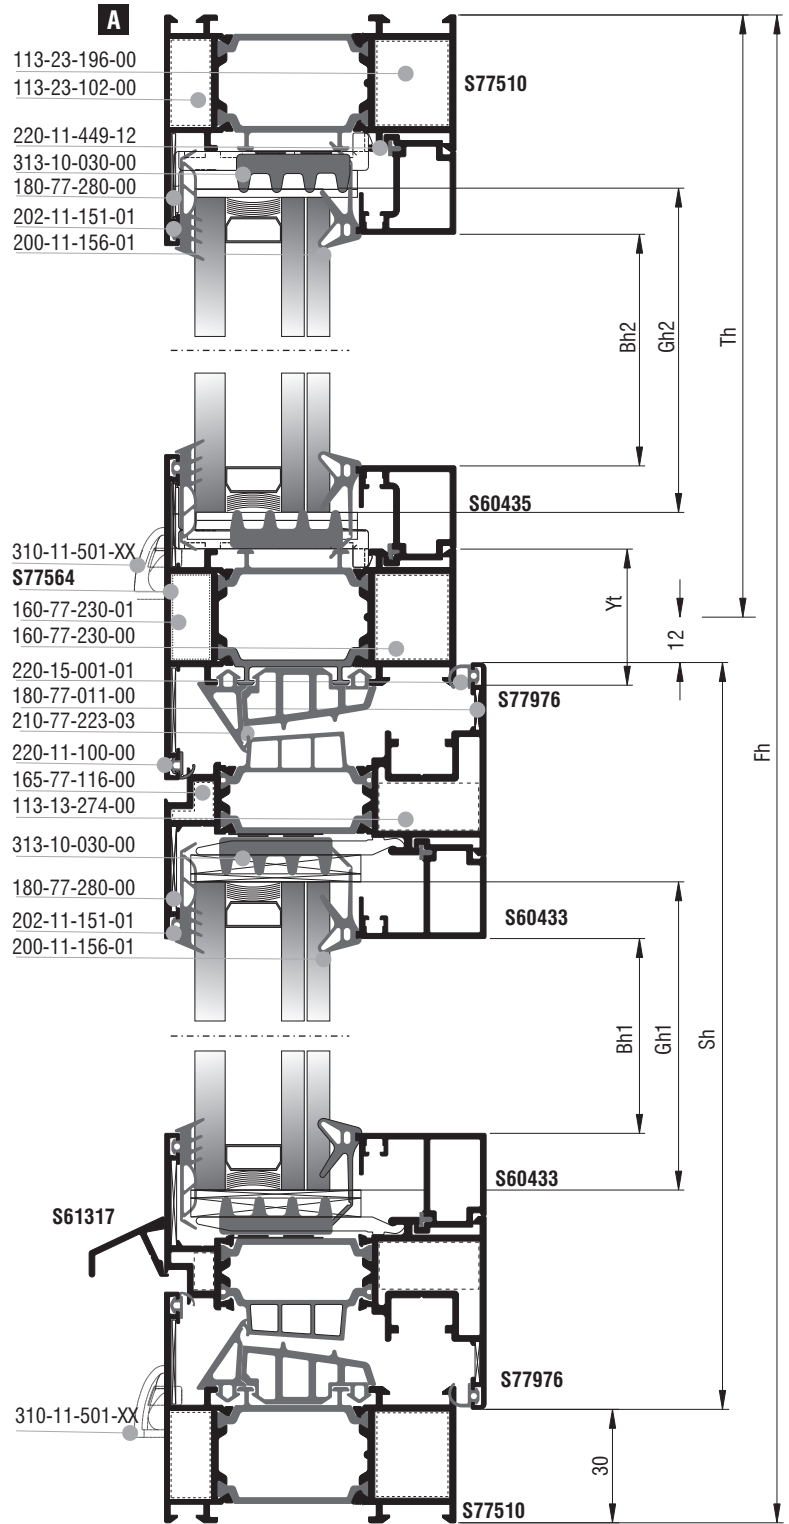 A
113-23-196-00
113-23-102-00
S77510
220-11-449-12
313-10-030-00
180-77-280-00
202-11-151-01
200-11-156-01
Bh2
Gh2
Th
S60435
310-11-501-XX
S77564
160-77-230-01
160-77-230-00
Yt
12
220-15-001-01
180-77-011-00
210-77-223-03
S77976
220-11-100-00
165-77-116-00
113-13-274-00
Fh
313-10-030-00
180-77-280-00
202-11-151-01
200-11-156-01
S60433
Bh1
Gh1
Sh
S60433
S61317
S77976
310-11-501-XX
30
S77510